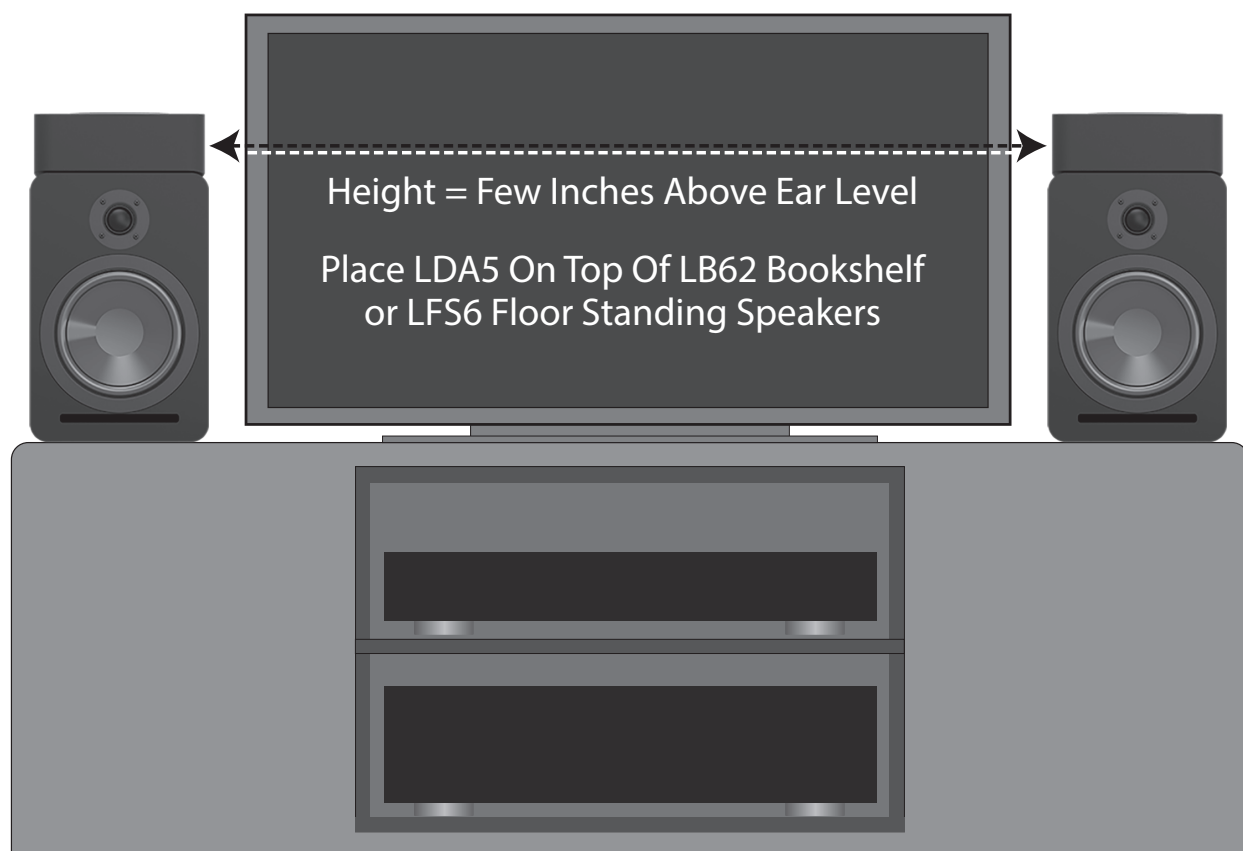 Height = Few Inches Above Ear Level
Place LDA5 On Top Of LB62 Bookshelf
or LFS6 Floor Standing Speakers